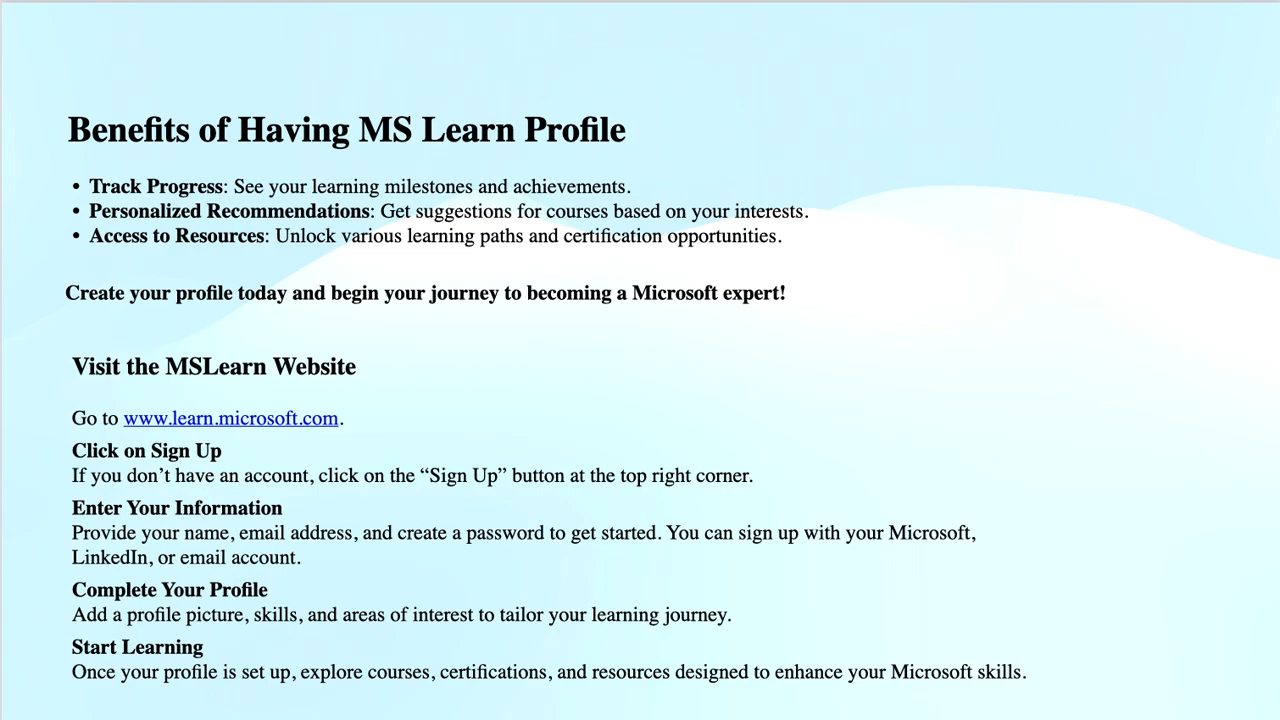 Benefits of Having MS Learn Profile
• Track Progress: See your learning milestones and achievements.
• Personalized Recommendations: Get suggestions for courses based on your interests.
• Access to Resources: Unlock various learning paths and certification opportunities.
Create your profile today and begin your journey to becoming a Microsoft expert!
Visit the MSLearn Website
Go to www.learn.microsoft.com.
Click on Sign Up
If you don’t have an account, click on the “Sign Up” button at the top right corner.
Enter Your Information
Provide your name, email address, and create a password to get started. You can sign up with your Microsoft,
LinkedIn, or email account.
Complete Your Profile
Add a profile picture, skills, and areas of interest to tailor your learning journey.
Start Learning
Once your profile is set up, explore courses, certifications, and resources designed to enhance your Microsoft skills.